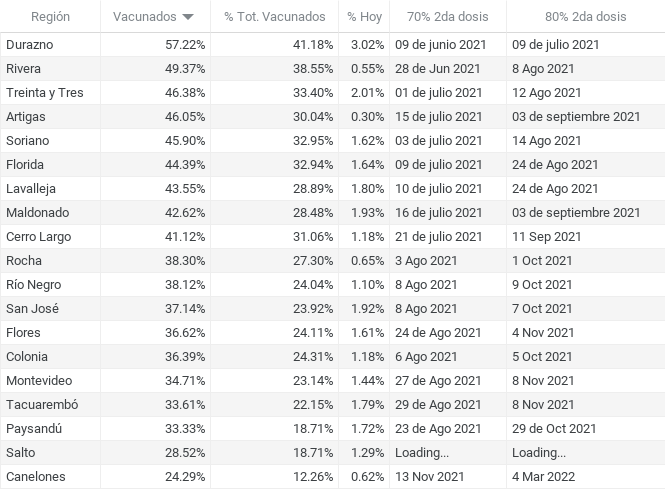 Región Vacunados % Tot. Vacunados % Hoy 70% 2da dosis 80% 2da dosis
Durazno 57.22% 41.18% 3.02% 09 de junio 2021 09 de julio 2021
Rivera 49.37% 38.55% 0.55% 28 de Jun 2021 8 Ago 2021
Treinta y Tres 46.38% 33.40% 2.01% 01 de julio 2021 12 Ago 2021
Artigas 46.05% 30.04% 0.30% 15 de julio 2021 03 de septiembre 2021
Soriano 45.90% 32.95% 1.62% 03 de julio 2021 14 Ago 2021
Florida 44.39% 32.94% 1.64% 09 de julio 2021 24 de Ago 2021
Lavalleja 43.55% 28.89% 1.80% 10 de julio 2021 24 de Ago 2021
Maldonado 42.62% 28.48% 1.93% 16 de julio 2021 03 de septiembre 2021
Cerro Largo 41.12% 31.06% 1.18% 21 de julio 2021 11 Sep 2021
Rocha 38.30% 27.30% 0.65% 3 Ago 2021 1 Oct 2021
Río Negro 38.12% 24.04% 1.10% 8 Ago 2021 9 Oct 2021
San José 37.14% 23.92% 1.92% 8 Ago 2021 7 Oct 2021
Flores 36.62% 24.11% 1.61% 24 de Ago 2021 4 Nov 2021
Colonia 36.39% 24.31% 1.18% 6 Ago 2021 5 Oct 2021
Montevideo 34.71% 23.14% 1.44% 27 de Ago 2021 8 Nov 2021
Tacuarembó 33.61% 22.15% 1.79% 29 de Ago 2021 8 Nov 2021
Paysandú 33.33% 18.71% 1.72% 23 de Ago 2021 29 de Oct 2021
Salto 28.52% 18.71% 1.29% Loading... Loading...
Canelones 24.29% 12.26% 0.62% 13 Nov 2021 4 Mar 2022